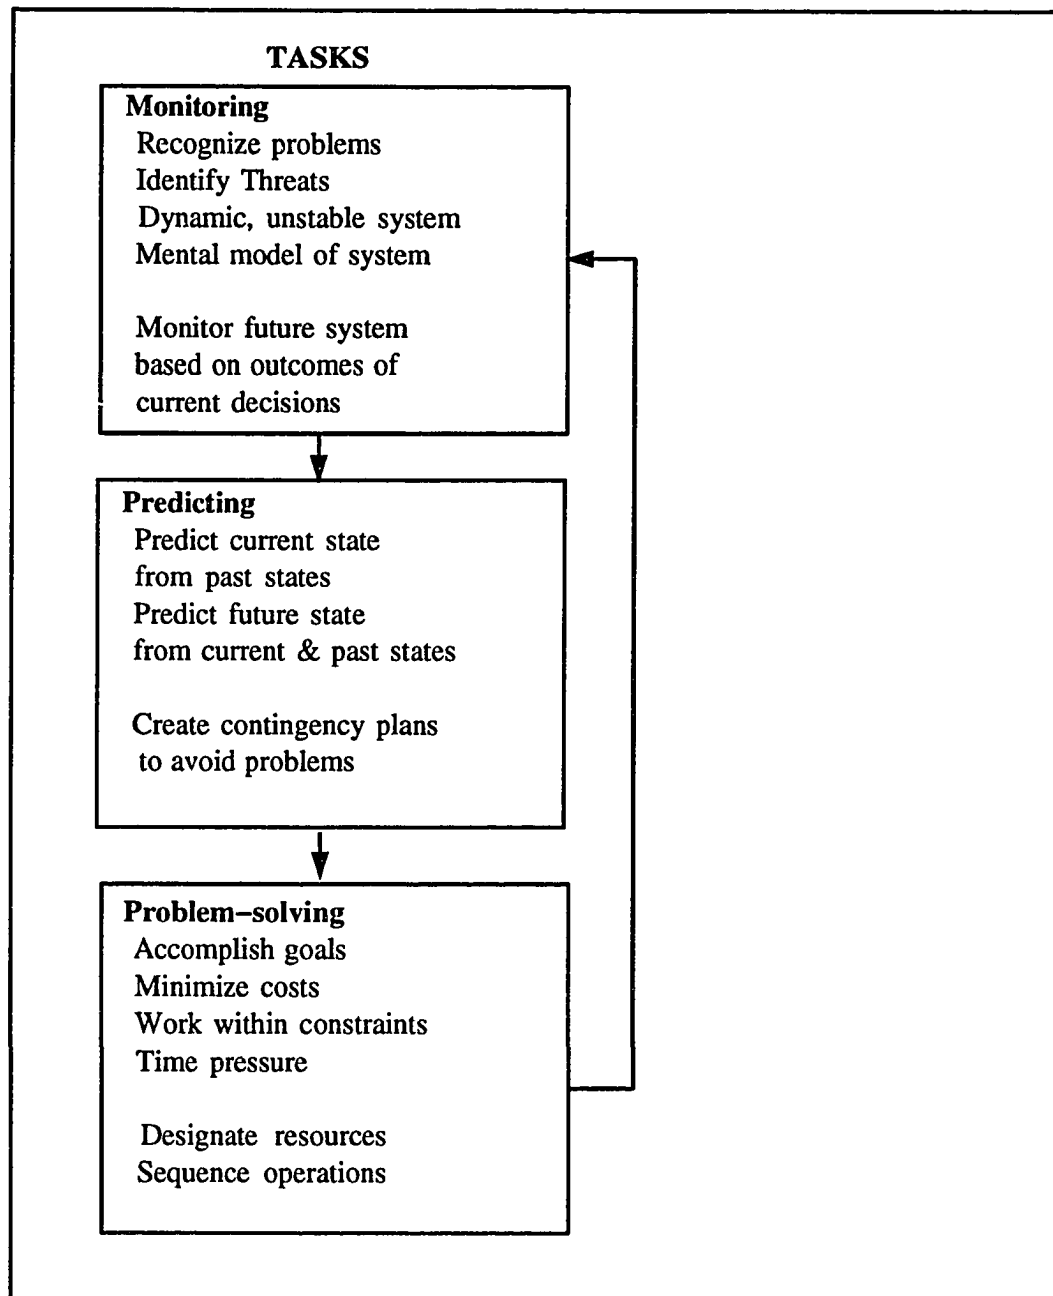 TASKS
Monitoring
Recognize problems
Identify Threats
Dynamic, unstable system
Mental model of system
Monitor future system
based on outcomes of
current decisions
Predicting
Predict current state
from past states
Predict future state
from current & past states
Create contingency plans
to avoid problems
Problem–solving
Accomplish goals
Minimize costs
Work within constraints
Time pressure
Designate resources
Sequence operations